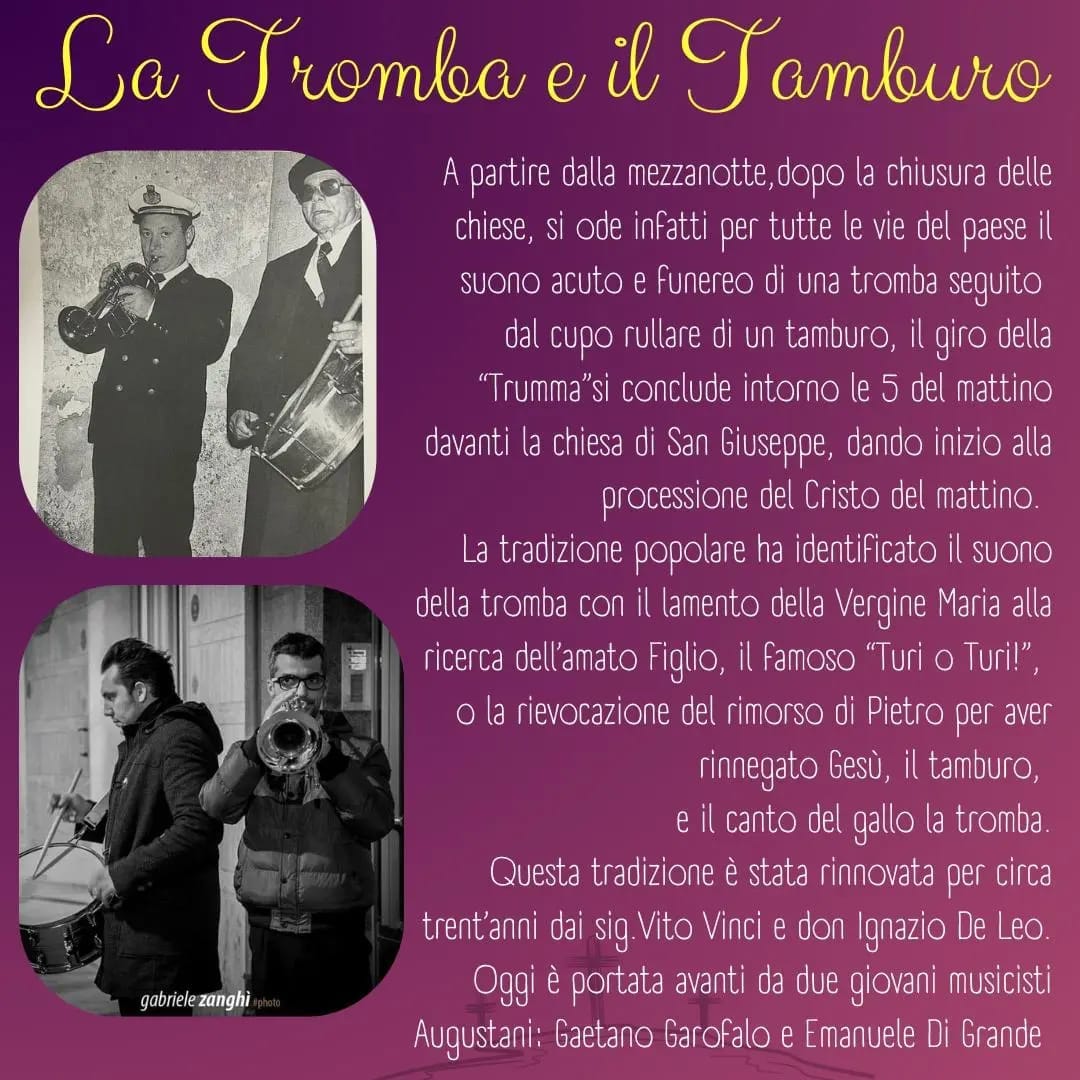 La Tromba e il Tamburo
A partire dalla mezzanotte,dopo la chiusura delle
chiese, si ode infatti per tutte le vie del paese il
suono acuto e funereo di una tromba seguito
dal cupo rullare di un tamburo, il giro della
“Trumma”si conclude intorno le 5 del mattino
davanti la chiesa di San Giuseppe, dando inizio alla
processione del Cristo del mattino.
La tradizione popolare ha identificato il suono
della tromba con il lamento della Vergine Maria alla
ricerca dell’amato Figlio, il famoso “Turi o Turi!”,
o la rievocazione del rimorso di Pietro per aver
rinnegato Gesù, il tamburo,
e il canto del gallo la tromba.
Questa tradizione è stata rinnovata per circa
trent’anni dai sig.Vito Vinci e don Ignazio De Leo.
Oggi è portata avanti da due giovani musicisti
Augustani: Gaetano Garofalo e Emanuele Di Grande
gabriele zanghì #photo